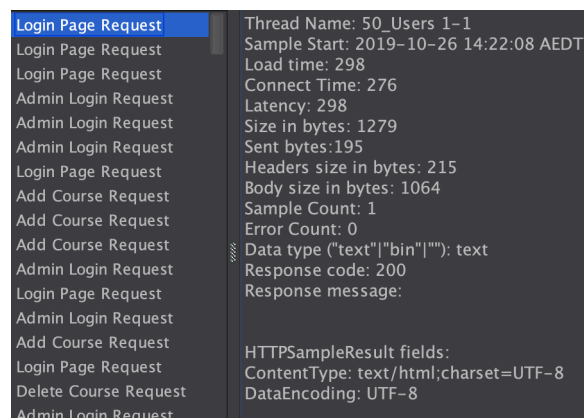 Login Page Request
Login Page Request
Login Page Request
Admin Login Request
Admin Login Request
Admin Login Request
Login Page Request
Add Course Request
Add Course Request
Add Course Request
Admin Login Request
Login Page Request
Admin Login Request
Add Course Request
Login Page Request
Delete Course Request
Admin Login Request
Thread Name: 50_Users 1-1
Sample Start: 2019-10-26 14:22:08 AEDT
Load time: 298
Connect Time: 276
Latency: 298
Size in bytes: 1279
Sent bytes:195
Headers size in bytes: 215
Body size in bytes: 1064
Sample Count: 1
Error Count: 0
Data type ("text"|"bin"|""): text
Response code: 200
Response message:
HTTPSampleResult fields:
ContentType: text/html;charset=UTF-8
DataEncoding: UTF-8